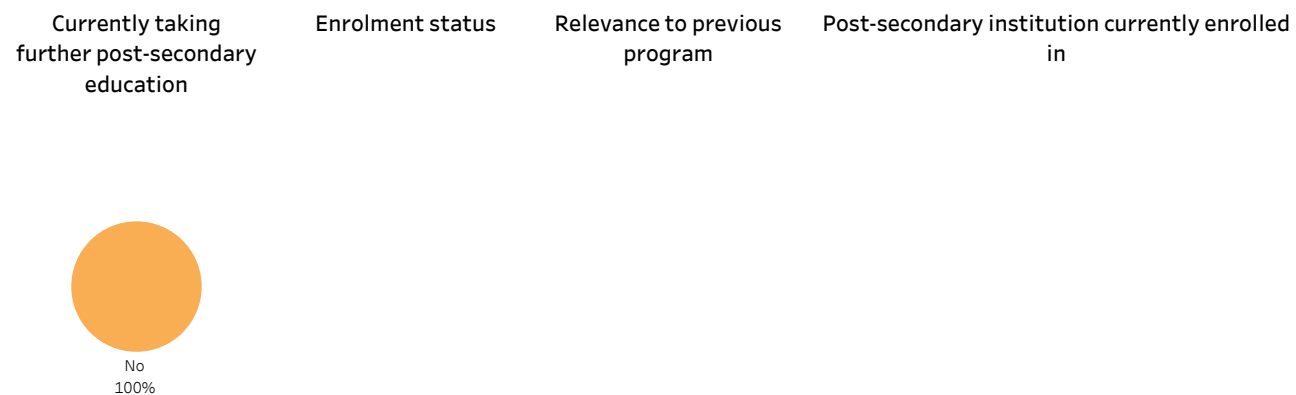 Currently taking
further post-secondary
education
Enrolment status
Relevance to previous
program
Post-secondary institution currently enrolled
in
No
100%